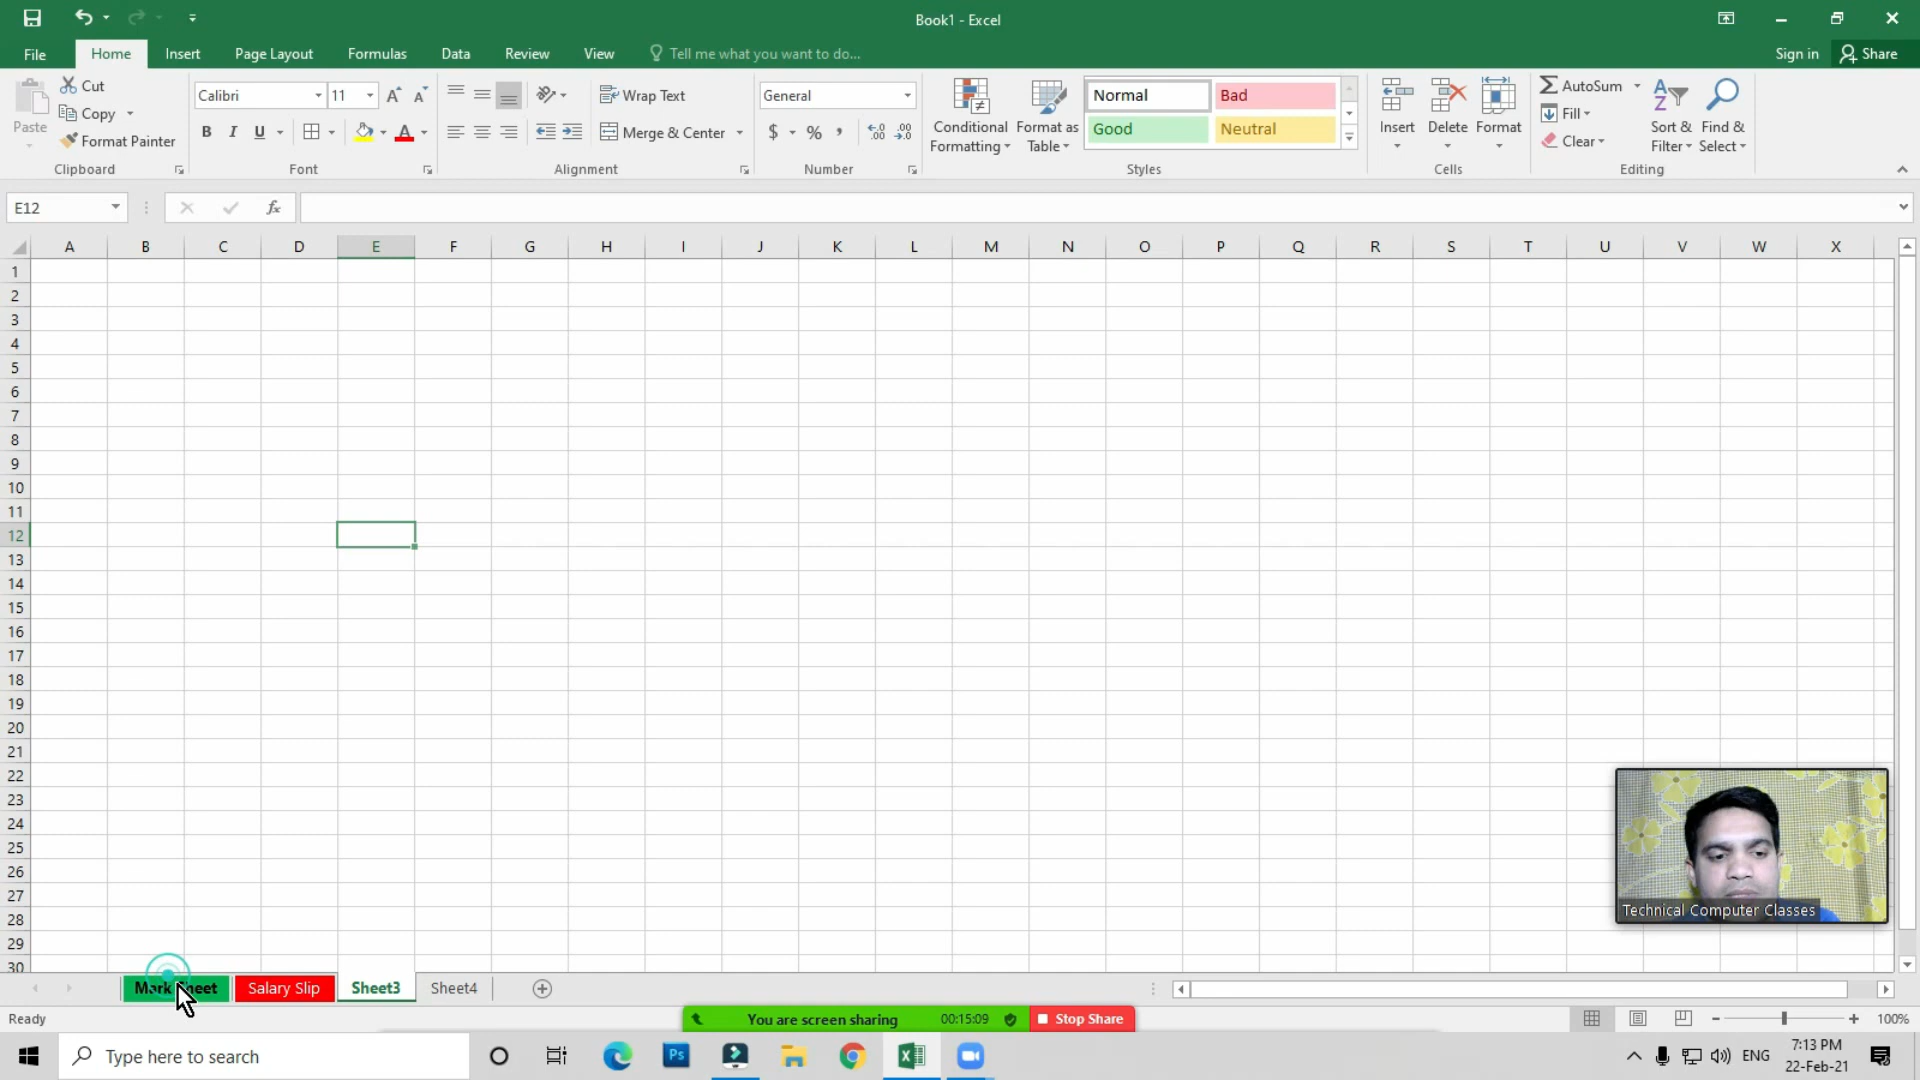 Book1 - Excel
File Home Insert Page Layout Formulas Data Review View Tell me what you want to do... Sign in Share
Paste
Cut
Copy
Format Painter
Clipboard
Calibri 11
B I U
Font
Wrap Text
Merge & Center
Alignment
General
$ % ,
Number
Conditional Formatting
Format as Table
Normal Bad
Good Neutral
Styles
Insert Delete Format
Cells
AutoSum
Fill
Clear
Sort & Filter
Find & Select
Editing
E12 fx
A B C D E F G H I J K L M N O P Q R S T U V W X
1
2
3
4
5
6
7
8
9
10
11
12
13
14
15
16
17
18
19
20
21
22
23
24
25
26
27
28
29
30
Technical Computer Classes
Mark Sheet Salary Slip Sheet3 Sheet4
Ready
You are screen sharing 00:15:09 Stop Share
100%
Type here to search
Ps
ENG
7:13 PM
22-Feb-21